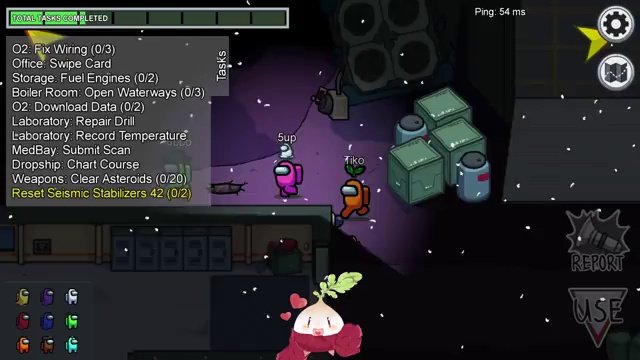 TOTAL TASKS COMPLETED
Ping: 54 ms
O2: Fix Wiring (0/3)
Office: Swipe Card
Storage: Fuel Engines (0/2)
Boiler Room: Open Waterways (0/3)
O2: Download Data (0/2)
Laboratory: Repair Drill
Laboratory: Record Temperature
MedBay: Submit Scan
Dropship: Chart Course
Weapons: Clear Asteroids (0/20)
Reset Seismic Stabilizers 42 (0/2)
Tasks
5up
Tiko
REPORT
USE